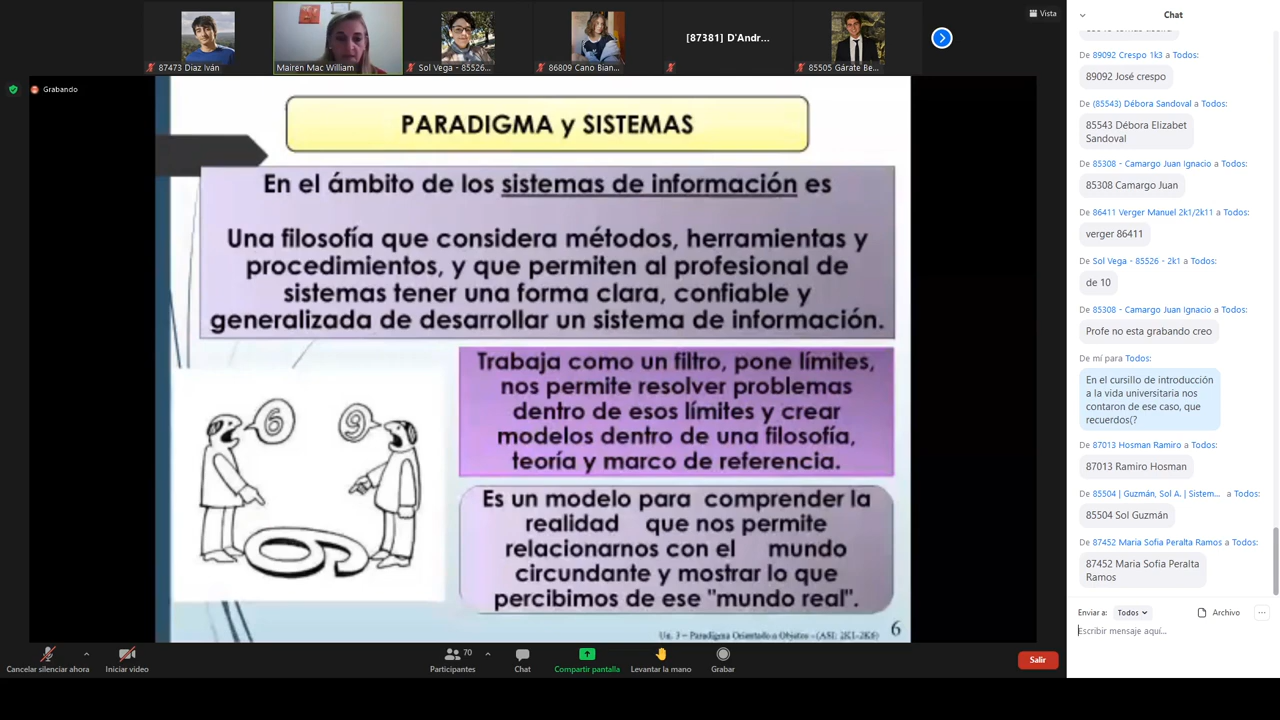 Vista
87473 Diaz Iván
Mairen Mac William
Sol Vega - 85526...
86809 Cano Bian...
[87381] D'Andr...
85505 Gárate Be...
Grabando
PARADIGMA y SISTEMAS
En el ámbito de los sistemas de información es
Una filosofía que considera métodos, herramientas y
procedimientos, y que permiten al profesional de
sistemas tener una forma clara, confiable y
generalizada de desarrollar un sistema de información.
6
9
Trabaja como un filtro, pone límites,
nos permite resolver problemas
dentro de esos límites y crear
modelos dentro de una filosofía,
teoría y marco de referencia.
Es un modelo para comprender la
realidad que nos permite
relacionarnos con el mundo
circundante y mostrar lo que
percibimos de ese "mundo real".
Un. 3 - Paradigma Orientado a Objetos - (ASI: 2K1-2K6)
6
Cancelar silenciar ahora
Iniciar video
70
Participantes
Chat
Compartir pantalla
Levantar la mano
Grabar
Salir
Chat
De 89092 Crespo 1k3 a Todos:
89092 José crespo
De (85543) Débora Sandoval a Todos:
85543 Débora Elizabet
Sandoval
De 85308 - Camargo Juan Ignacio a Todos:
85308 Camargo Juan
De 86411 Verger Manuel 2k1/2k11 a Todos:
verger 86411
De Sol Vega - 85526 - 2k1 a Todos:
de 10
De 85308 - Camargo Juan Ignacio a Todos:
Profe no esta grabando creo
De mí para Todos:
En el cursillo de introducción
a la vida universitaria nos
contaron de ese caso, que
recuerdos(?
De 87013 Hosman Ramiro a Todos:
87013 Ramiro Hosman
De 85504 | Guzmán, Sol A. | Sistem... a Todos:
85504 Sol Guzmán
De 87452 Maria Sofia Peralta Ramos a Todos:
87452 Maria Sofia Peralta
Ramos
Enviar a: Todos
Archivo
Escribir mensaje aquí...